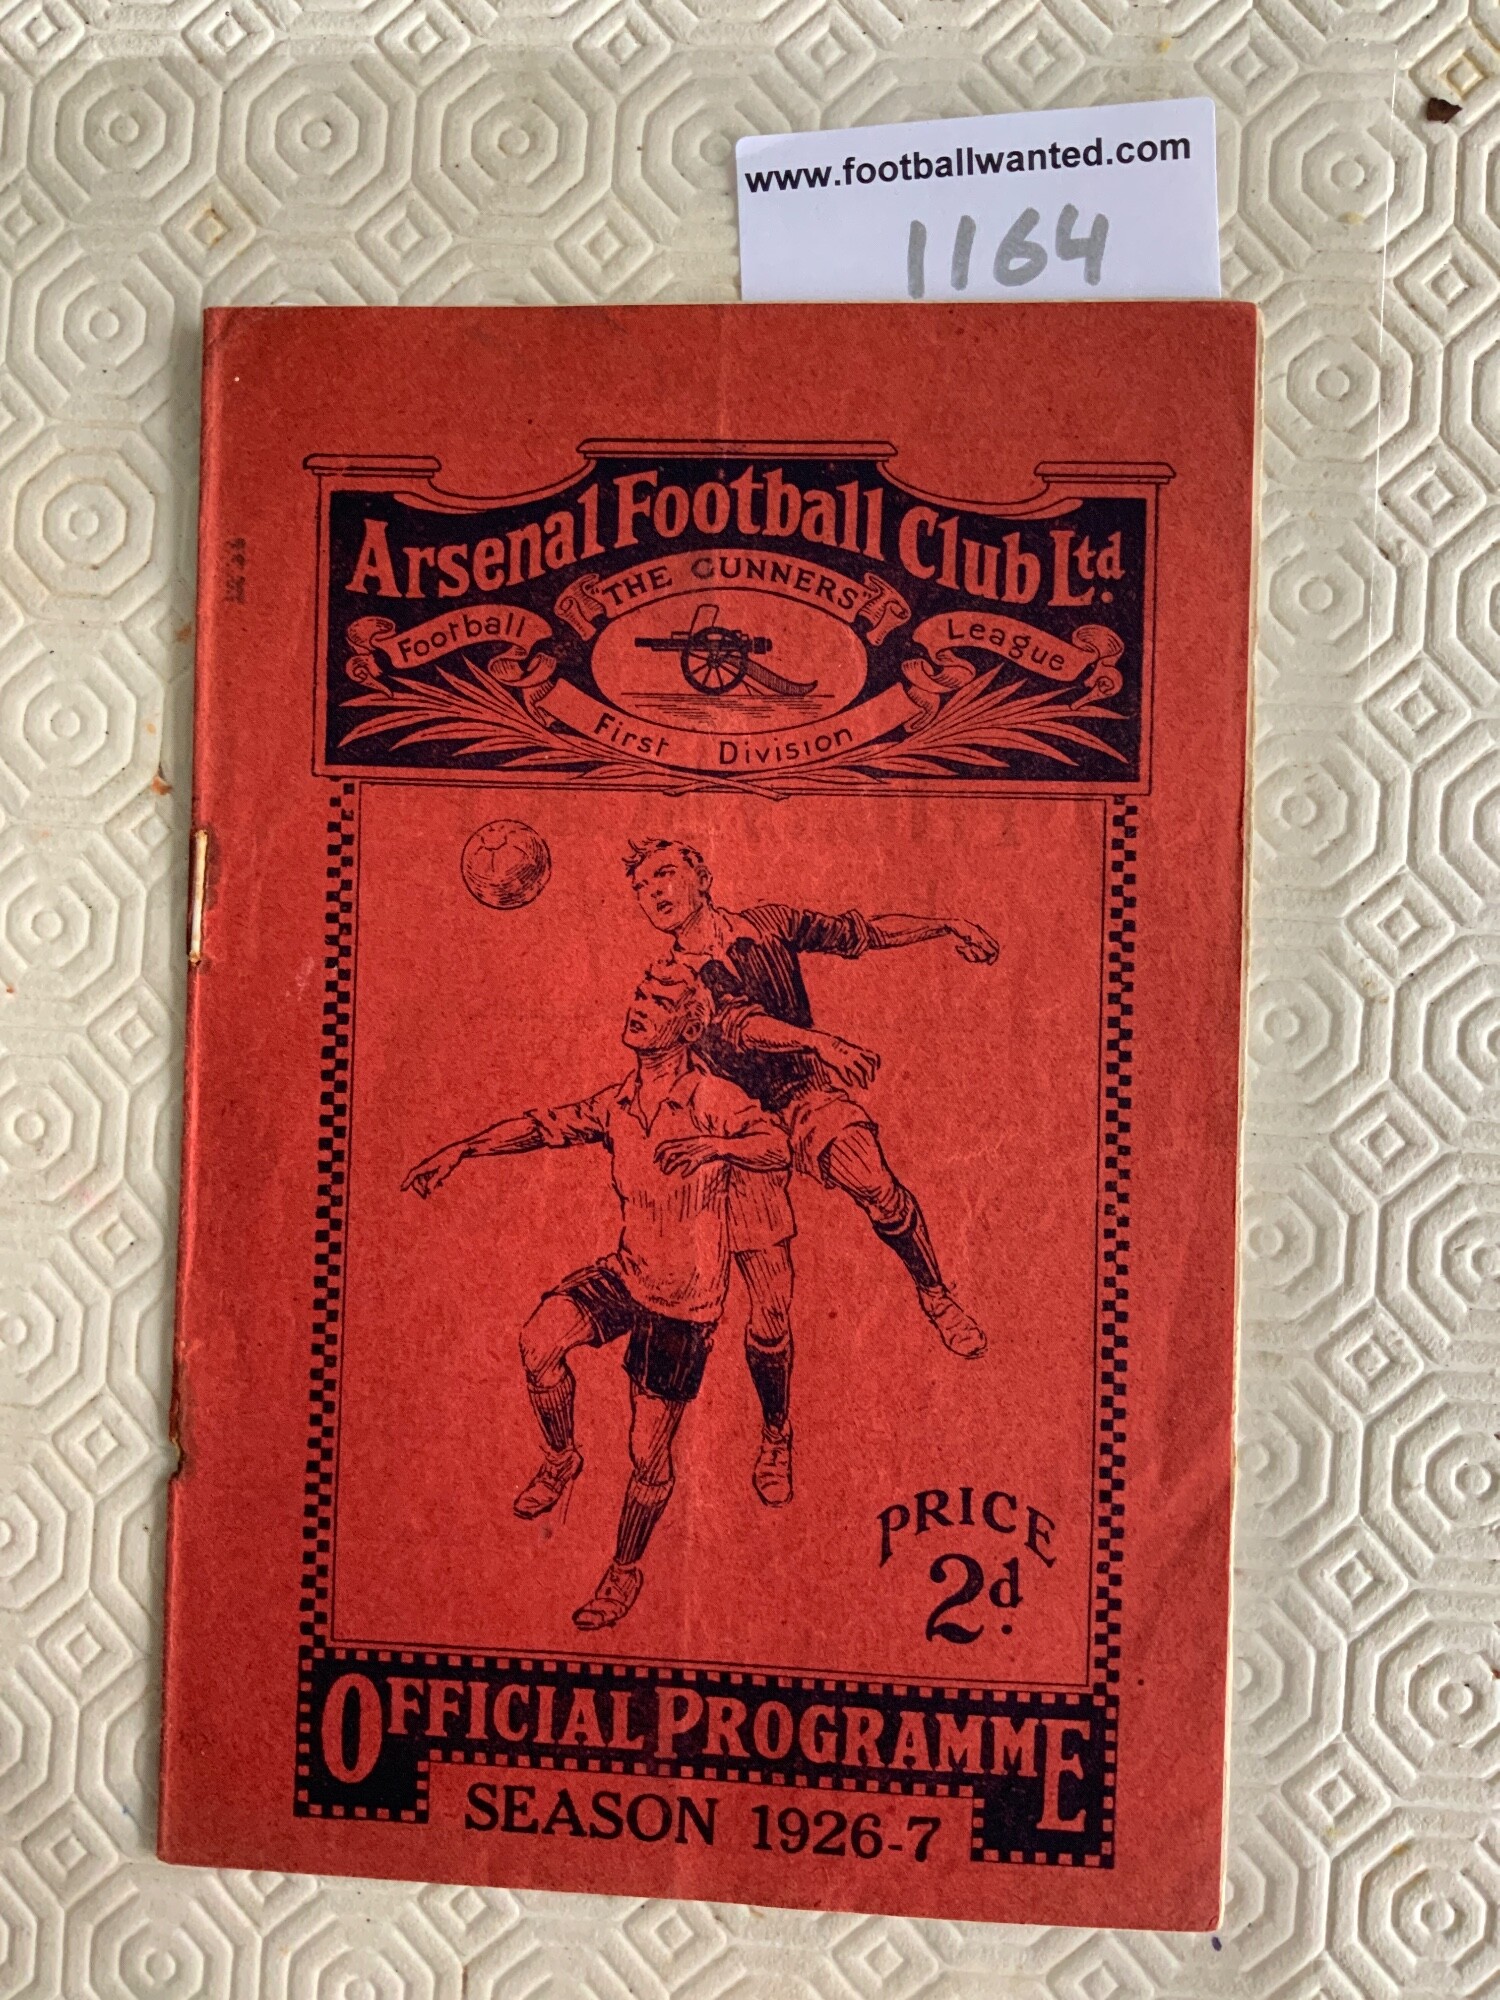 www.footballwanted.com
1164
Arsenal Football Club Ltd.
"THE GUNNERS"
Football League
First Division
PRICE
2d.
OFFICIAL PROGRAMME
SEASON 1926-7